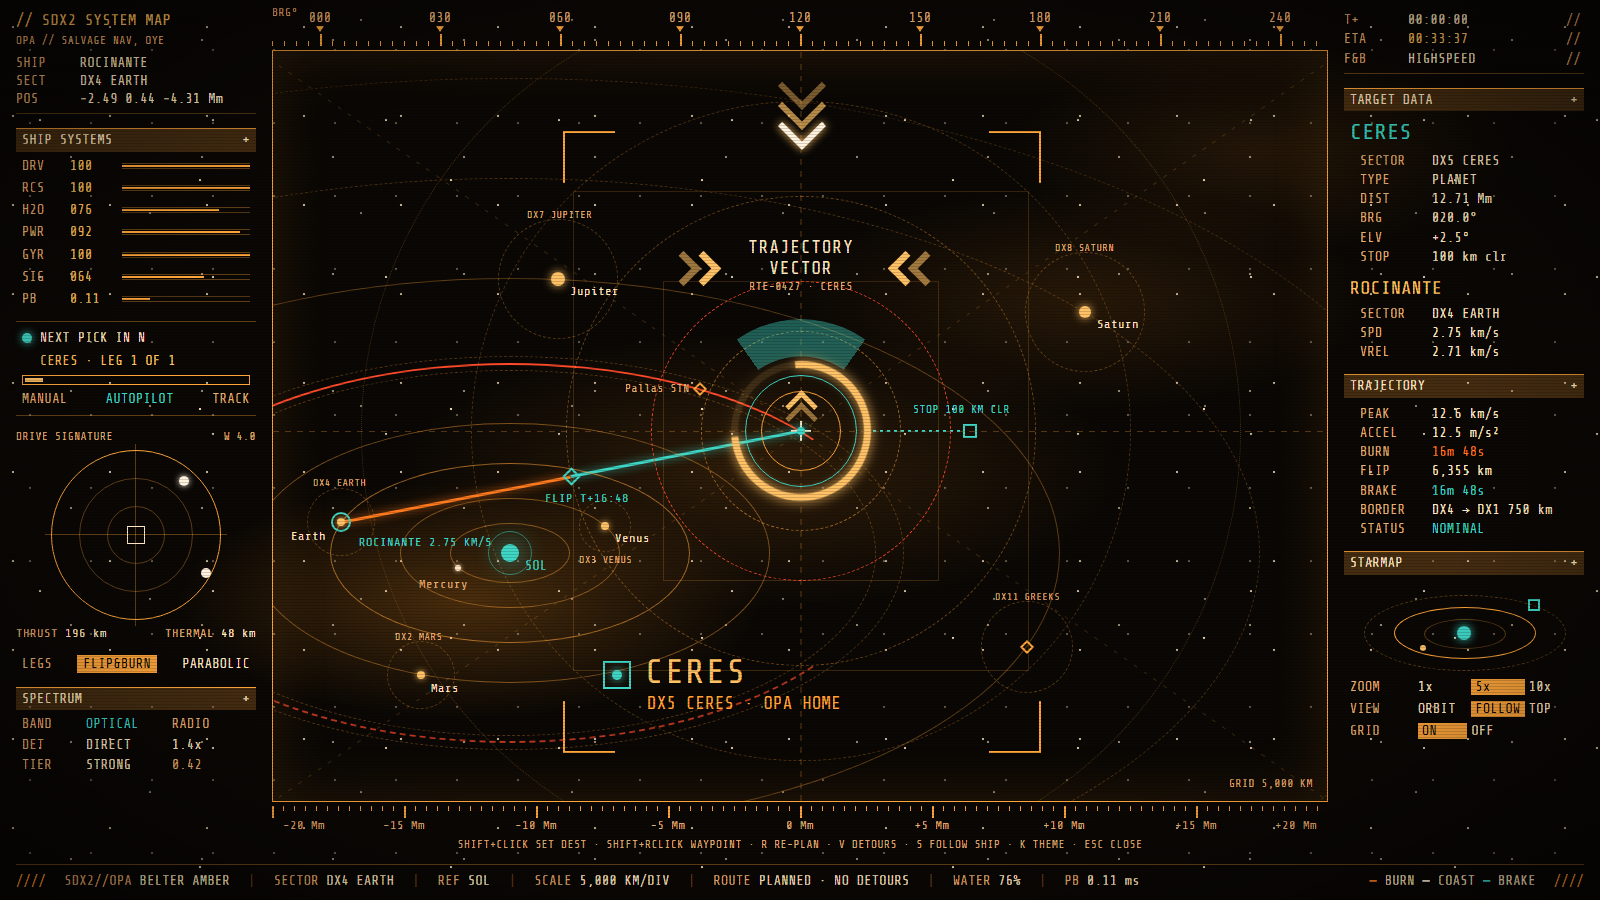 // SDX2 SYSTEM MAP
OPA // SALVAGE NAV, OYE
SHIP ROCINANTE
SECT DX4 EARTH
POS -2.49 0.44 -4.31 Mm
SHIP SYSTEMS +
DRV 100
RCS 100
H2O 076
PWR 092
GYR 100
SIG 064
PB 0.11
NEXT PICK IN N
CERES · LEG 1 OF 1
MANUAL AUTOPILOT TRACK
DRIVE SIGNATURE W 4.0
THRUST 196 km THERMAL 48 km
LEGS FLIP&BURN PARABOLIC
SPECTRUM +
BAND OPTICAL RADIO
DET DIRECT 1.4x
TIER STRONG 0.42
BRG° 000 030 060 090 120 150 180 210 240
DX7 JUPITER
Jupiter
TRAJECTORY
VECTOR
RTE-0427 · CERES
DX8 SATURN
Saturn
Pallas STN
STOP 100 KM CLR
DX4 EARTH
Earth
FLIP T+16:48
ROCINANTE 2.75 KM/S
Venus
DX3 VENUS
SOL
Mercury
DX11 GREEKS
DX2 MARS
Mars
CERES
DX5 CERES · OPA HOME
GRID 5,000 KM
-20 Mm -15 Mm -10 Mm -5 Mm 0 Mm +5 Mm +10 Mm +15 Mm +20 Mm
SHIFT+CLICK SET DEST · SHIFT+RCLICK WAYPOINT · R RE-PLAN · V DETOURS · S FOLLOW SHIP · K THEME · ESC CLOSE
T+ 00:00:00 //
ETA 00:33:37 //
F&B HIGHSPEED //
TARGET DATA +
CERES
SECTOR DX5 CERES
TYPE PLANET
DIST 12.71 Mm
BRG 020.0°
ELV +2.5°
STOP 100 km clr
ROCINANTE
SECTOR DX4 EARTH
SPD 2.75 km/s
VREL 2.71 km/s
TRAJECTORY +
PEAK 12.6 km/s
ACCEL 12.5 m/s²
BURN 16m 48s
FLIP 6,355 km
BRAKE 16m 48s
BORDER DX4 → DX1 750 km
STATUS NOMINAL
STARMAP +
ZOOM 1x 5x 10x
VIEW ORBIT FOLLOW TOP
GRID ON OFF
//// SDX2//OPA BELTER AMBER | SECTOR DX4 EARTH | REF SOL | SCALE 5,000 KM/DIV | ROUTE PLANNED · NO DETOURS | WATER 76% | PB 0.11 ms — BURN — COAST — BRAKE ////